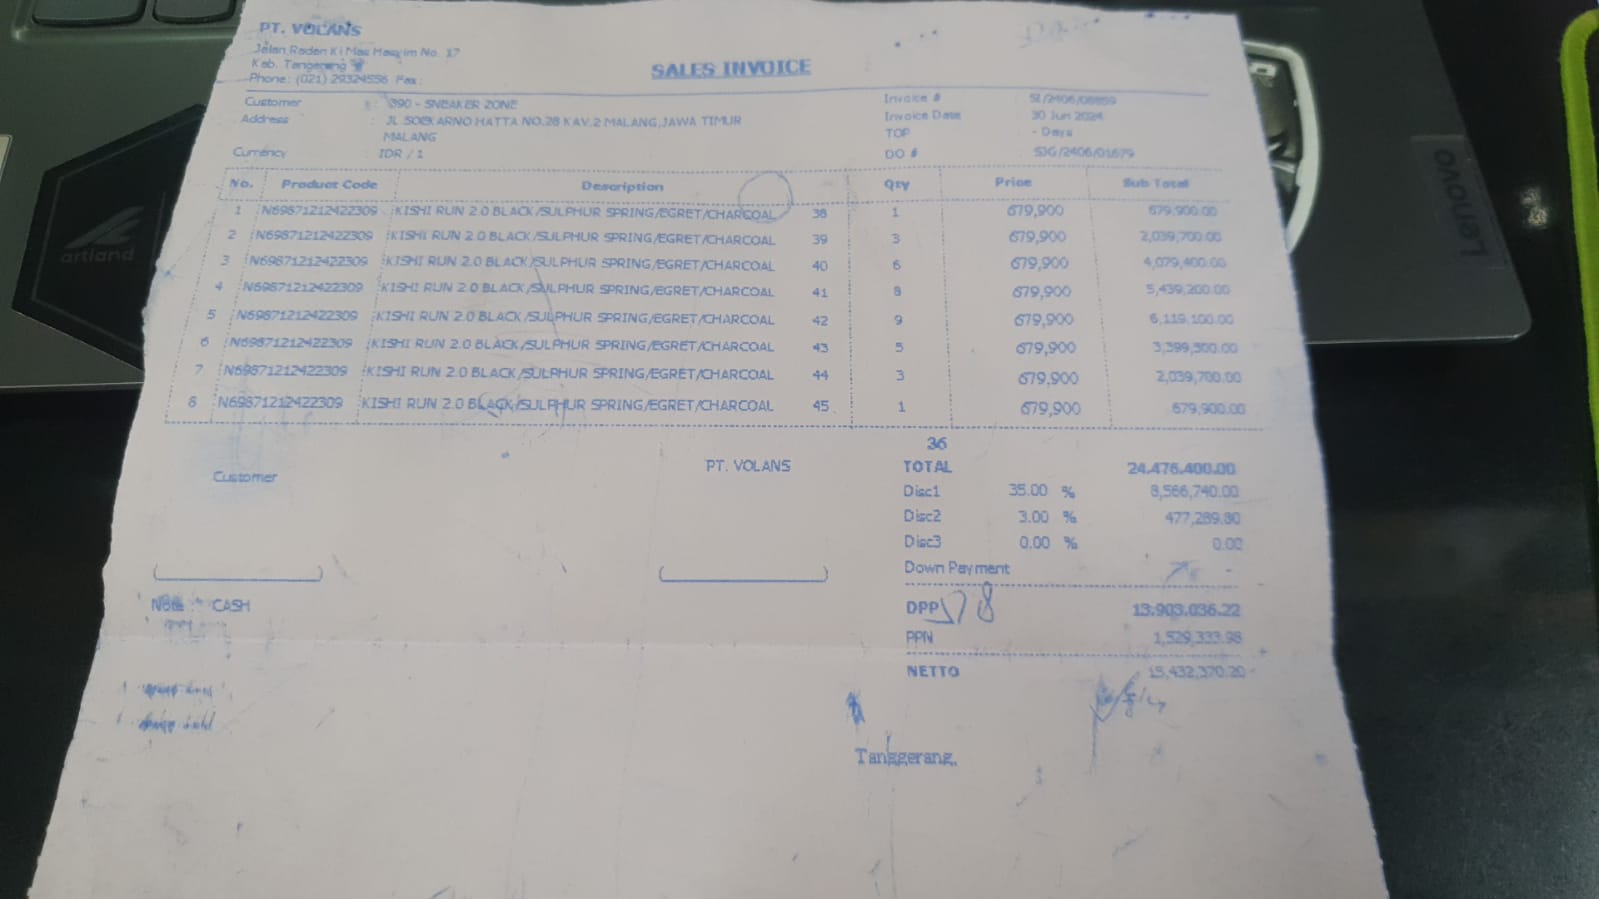 PT. VOLANS
Jalan Raden Ki Mas Hasyim No. 17
Kab. Tangerang
Phone: (021) 29324556 Fax:
SALES INVOICE
Customer : 390 - SNEAKER ZONE
Address : JL SOEKARNO HATTA NO.28 KAV.2 MALANG,JAWA TIMUR
MALANG
Currency : IDR / 1
Invoice # : SI/2406/08859
Invoice Date 30 Jun 2024
TOP - Days
DO # : SJG/2406/01679
No. Product Code Description Qty Price Sub Total
1 N69871212422309 KISHI RUN 2.0 BLACK/SULPHUR SPRING/EGRET/CHARCOAL 38 1 679,900 679,900.00
2 N69871212422309 KISHI RUN 2.0 BLACK/SULPHUR SPRING/EGRET/CHARCOAL 39 3 679,900 2,039,700.00
3 N69871212422309 KISHI RUN 2.0 BLACK/SULPHUR SPRING/EGRET/CHARCOAL 40 6 679,900 4,079,400.00
4 N69871212422309 KISHI RUN 2.0 BLACK/SULPHUR SPRING/EGRET/CHARCOAL 41 8 679,900 5,439,200.00
5 N69871212422309 KISHI RUN 2.0 BLACK/SULPHUR SPRING/EGRET/CHARCOAL 42 9 679,900 6,119,100.00
6 N69871212422309 KISHI RUN 2.0 BLACK/SULPHUR SPRING/EGRET/CHARCOAL 43 5 679,900 3,399,500.00
7 N69871212422309 KISHI RUN 2.0 BLACK/SULPHUR SPRING/EGRET/CHARCOAL 44 3 679,900 2,039,700.00
8 N69871212422309 KISHI RUN 2.0 BLACK/SULPHUR SPRING/EGRET/CHARCOAL 45 1 679,900 679,900.00
36
TOTAL 24,476,400.00
Disc1 35.00 % 8,566,740.00
Disc2 3.00 % 477,289.80
Disc3 0.00 % 0.00
Down Payment -
DPP 13.903.036.22
PPN 1,529,333.98
NETTO 15,432,370.20
Customer
PT. VOLANS
Note : CASH
Tanggerang,
artland
Lenovo